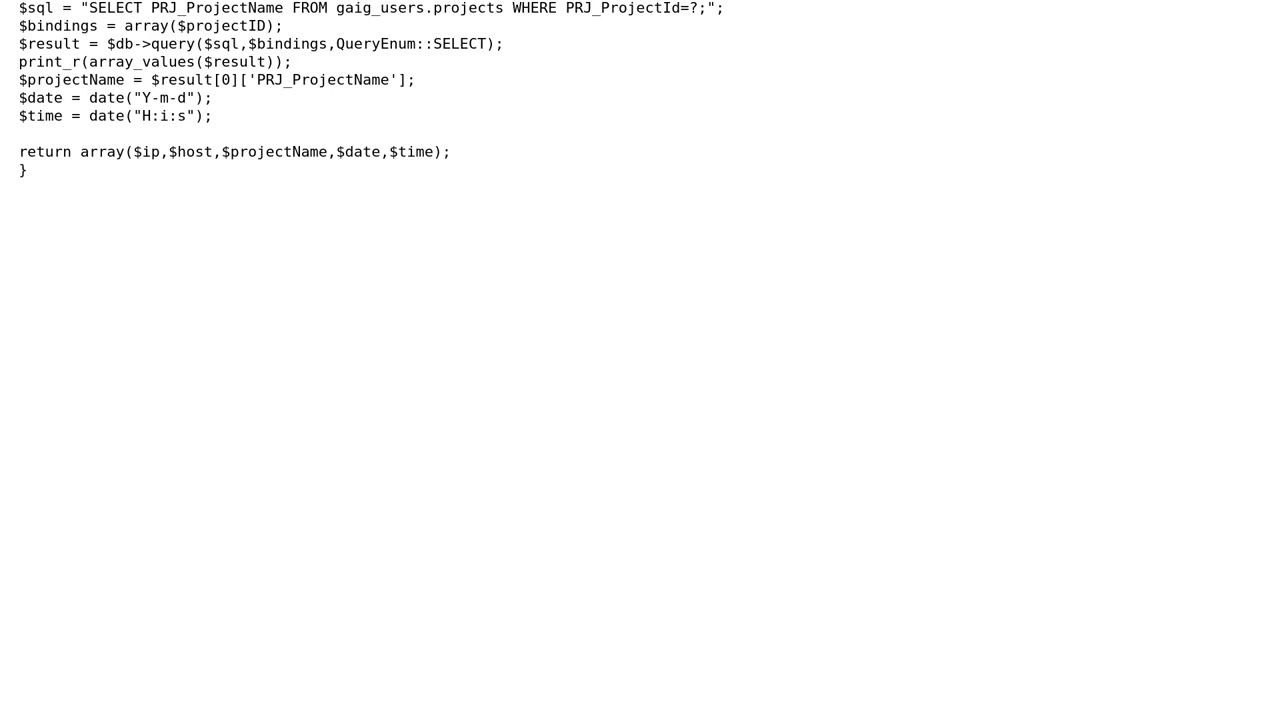 $sql = "SELECT PRJ_ProjectName FROM gaig_users.projects WHERE PRJ_ProjectId=?;";
$bindings = array($projectID);
$result = $db->query($sql,$bindings,QueryEnum::SELECT);
print_r(array_values($result));
$projectName = $result[0]['PRJ_ProjectName'];
$date = date("Y-m-d");
$time = date("H:i:s");

return array($ip,$host,$projectName,$date,$time);
}